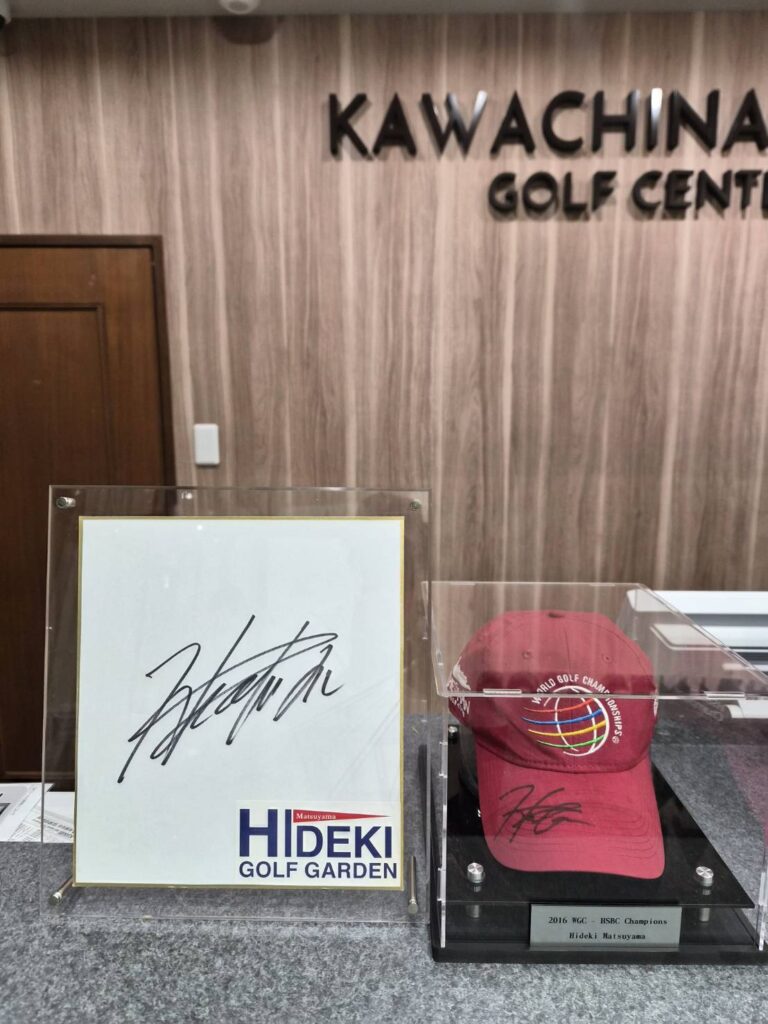 KAWACHINA
GOLF CENT
Matsuyama
HIDEKI
GOLF GARDEN
WORLD GOLF CHAMPIONSHIPS®
2016 WGC - HSBC Champions
Hideki Matsuyama